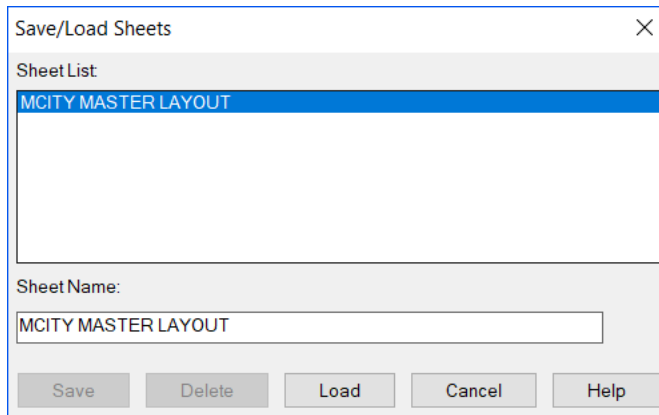 Save/Load Sheets
Sheet List:
MCITY MASTER LAYOUT
Sheet Name:
MCITY MASTER LAYOUT
Save Delete Load Cancel Help